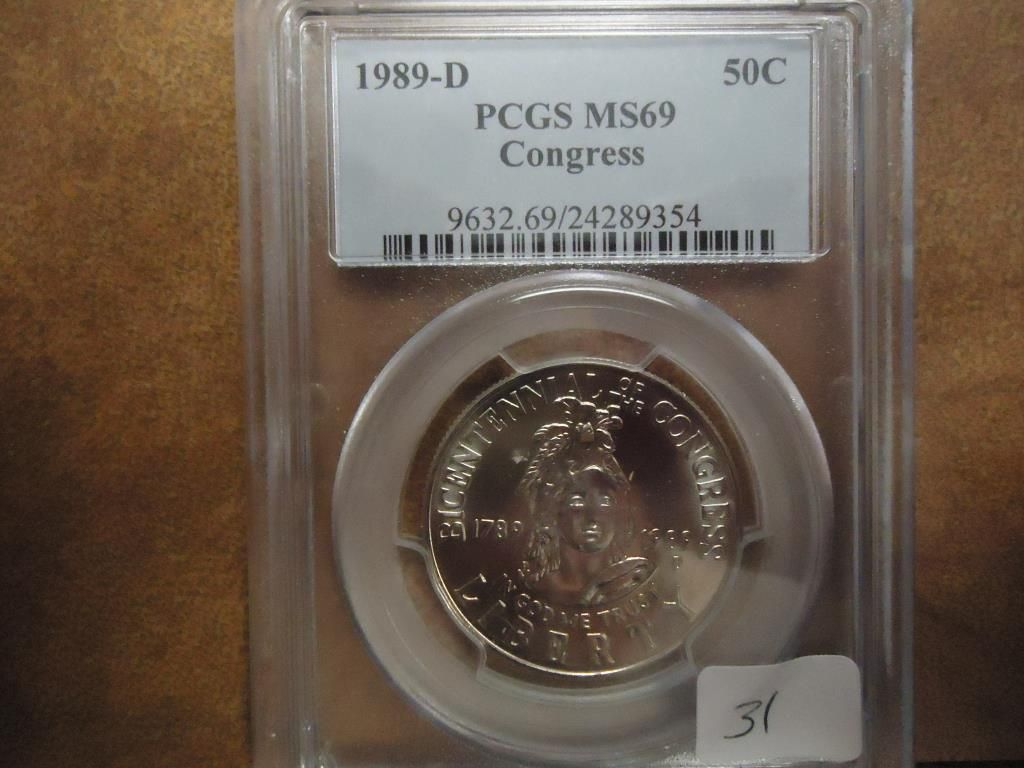 1989-D 50C
PCGS MS69
Congress
9632.69/24289354
BICENTENNIAL OF THE CONGRESS
1789 1989
D
IN GOD WE TRUST
LIBERTY
31